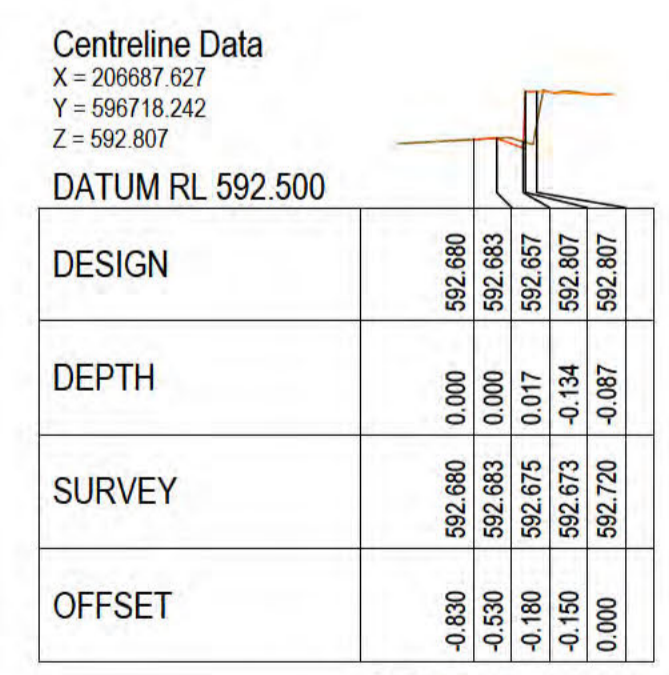 Centreline Data
X = 206687.627
Y = 596718.242
Z = 592.807
DATUM RL 592.500
DESIGN 592.680 592.683 592.657 592.807 592.807
DEPTH 0.000 0.000 0.017 -0.134 -0.087
SURVEY 592.680 592.683 592.675 592.673 592.720
OFFSET -0.830 -0.530 -0.180 -0.150 0.000